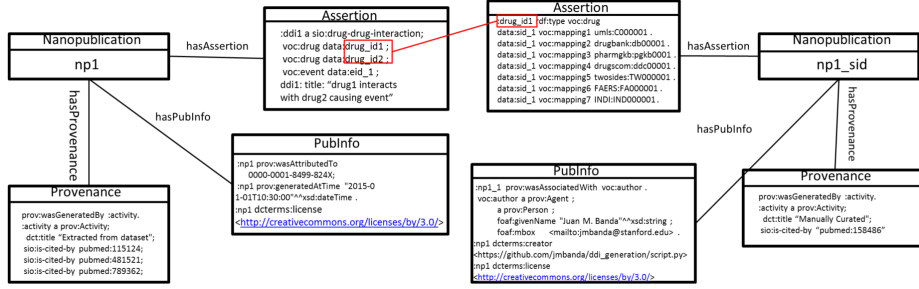 Nanopublication
np1
hasAssertion
Assertion
:ddi1 a sio:drug-drug-interaction;
voc:drug data:drug_id1 ;
voc:drug data:drug_id2 ;
voc:event data:eid_1 ;
ddi1: title: “drug1 interacts
with drug2 causing event”
hasProvenance
hasPubInfo
Provenance
prov:wasGeneratedBy :activity.
:activity a prov:Activity;
dct:title “Extracted from dataset”;
sio:is-cited-by pubmed:115124;
sio:is-cited-by pubmed:481521;
sio:is-cited-by pubmed:789362;
PubInfo
:np1 prov:wasAttributedTo
0000-0001-8499-824X;
:np1 prov:generatedAtTime "2015-0
1-01T10:30:00"^^xsd:dateTime .
:np1 dcterms:license
<http://creativecommons.org/licenses/by/3.0/>
Assertion
:drug_id1 rdf:type voc:drug
data:sid_1 voc:mapping1 umls:C000001 .
data:sid_1 voc:mapping2 drugbank:db00001 .
data:sid_1 voc:mapping3 pharmgkb:pgkb0001 .
data:sid_1 voc:mapping4 drugscom:ddc00001 .
data:sid_1 voc:mapping5 twosides:TW000001 .
data:sid_1 voc:mapping6 FAERS:FA000001 .
data:sid_1 voc:mapping7 INDI:IND000001 .
hasAssertion
Nanopublication
np1_sid
hasPubInfo
hasProvenance
PubInfo
:np1_1 prov:wasAssociatedWith voc:author .
voc:author a prov:Agent ;
a prov:Person ;
foaf:givenName "Juan M. Banda"^^xsd:string ;
foaf:mbox <mailto:jmbanda@stanford.edu> .
:np1 dcterms:creator
<https://github.com/jmbanda/ddi_generation/script.py>
:np1 dcterms:license
<http://creativecommons.org/licenses/by/3.0/>
Provenance
prov:wasGeneratedBy :activity.
:activity a prov:Activity;
dct:title “Manually Curated”;
sio:is-cited-by “pubmed:158486”